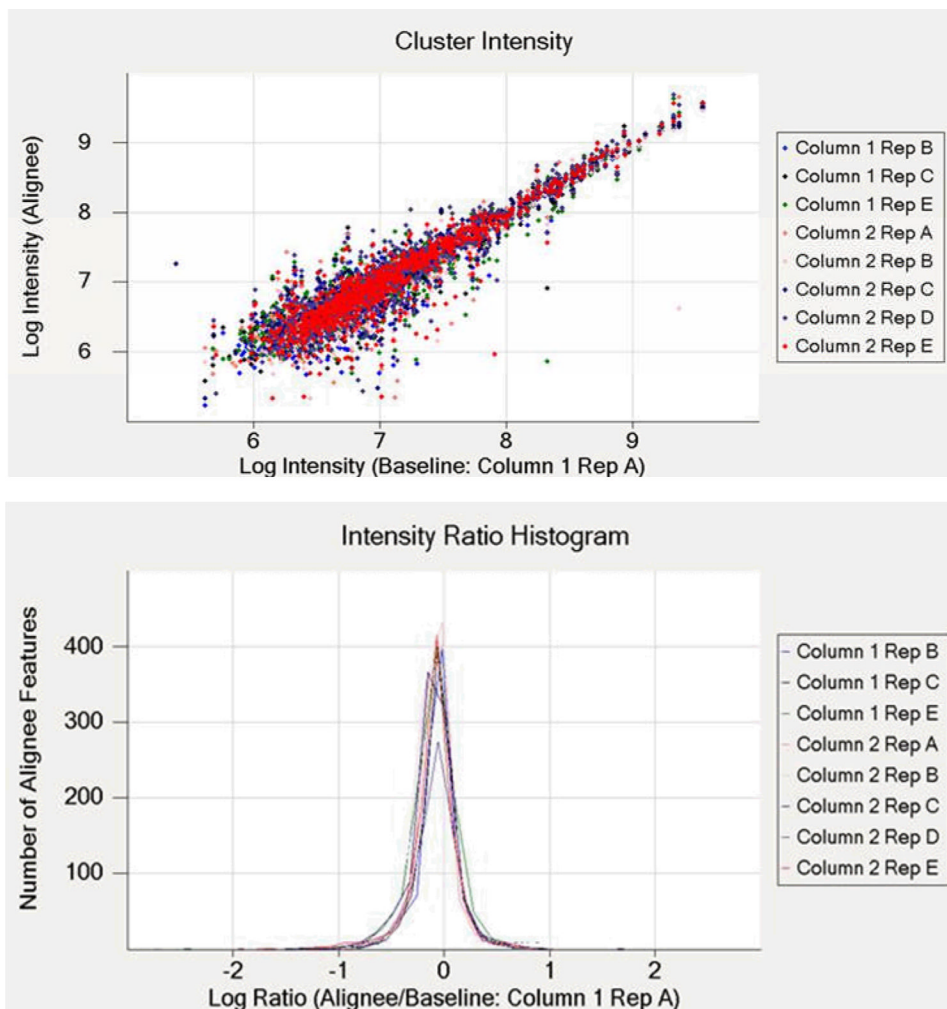 Cluster Intensity
Log Intensity (Alignee)
9
8
7
6
6 7 8 9
Log Intensity (Baseline: Column 1 Rep A)
Column 1 Rep B
Column 1 Rep C
Column 1 Rep E
Column 2 Rep A
Column 2 Rep B
Column 2 Rep C
Column 2 Rep D
Column 2 Rep E
Intensity Ratio Histogram
Number of Alignee Features
400
300
200
100
-2 -1 0 1 2
Log Ratio (Alignee/Baseline: Column 1 Rep A)
Column 1 Rep B
Column 1 Rep C
Column 1 Rep E
Column 2 Rep A
Column 2 Rep B
Column 2 Rep C
Column 2 Rep D
Column 2 Rep E